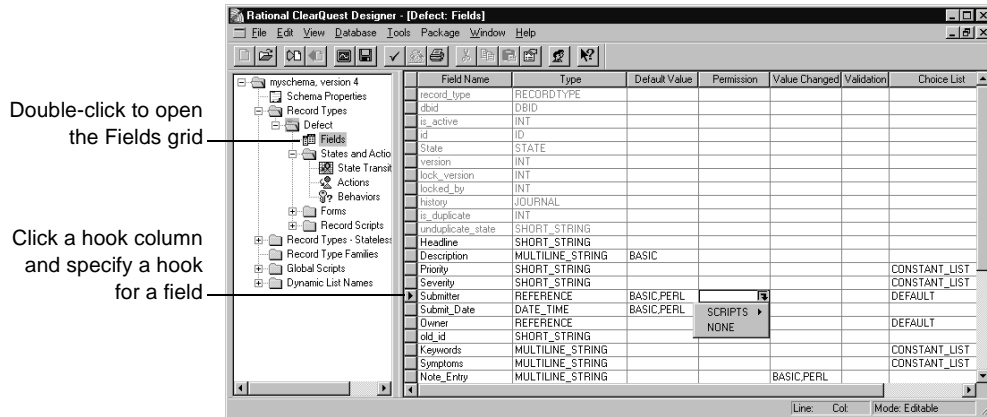 Rational ClearQuest Designer - [Defect: Fields]
File Edit View Database Tools Package Window Help
Double-click to open
the Fields grid
Click a hook column
and specify a hook
for a field
myschema, version 4
Schema Properties
Record Types
Defect
Fields
States and Actio
State Transit
Actions
Behaviors
Forms
Record Scripts
Record Types - Stateless
Record Type Families
Global Scripts
Dynamic List Names
Field Name Type Default Value Permission Value Changed Validation Choice List
record_type RECORDTYPE
dbid DBID
is_active INT
id ID
State STATE
version INT
lock_version INT
locked_by INT
history JOURNAL
is_duplicate INT
unduplicate_state SHORT_STRING
Headline SHORT_STRING
Description MULTILINE_STRING BASIC
Priority SHORT_STRING CONSTANT_LIST
Severity SHORT_STRING CONSTANT_LIST
Submitter REFERENCE BASIC,PERL DEFAULT
Submit_Date DATE_TIME BASIC,PERL
Owner REFERENCE DEFAULT
old_id SHORT_STRING
Keywords MULTILINE_STRING CONSTANT_LIST
Symptoms MULTILINE_STRING CONSTANT_LIST
Note_Entry MULTILINE_STRING BASIC,PERL
SCRIPTS
NONE
Line: Col: Mode: Editable